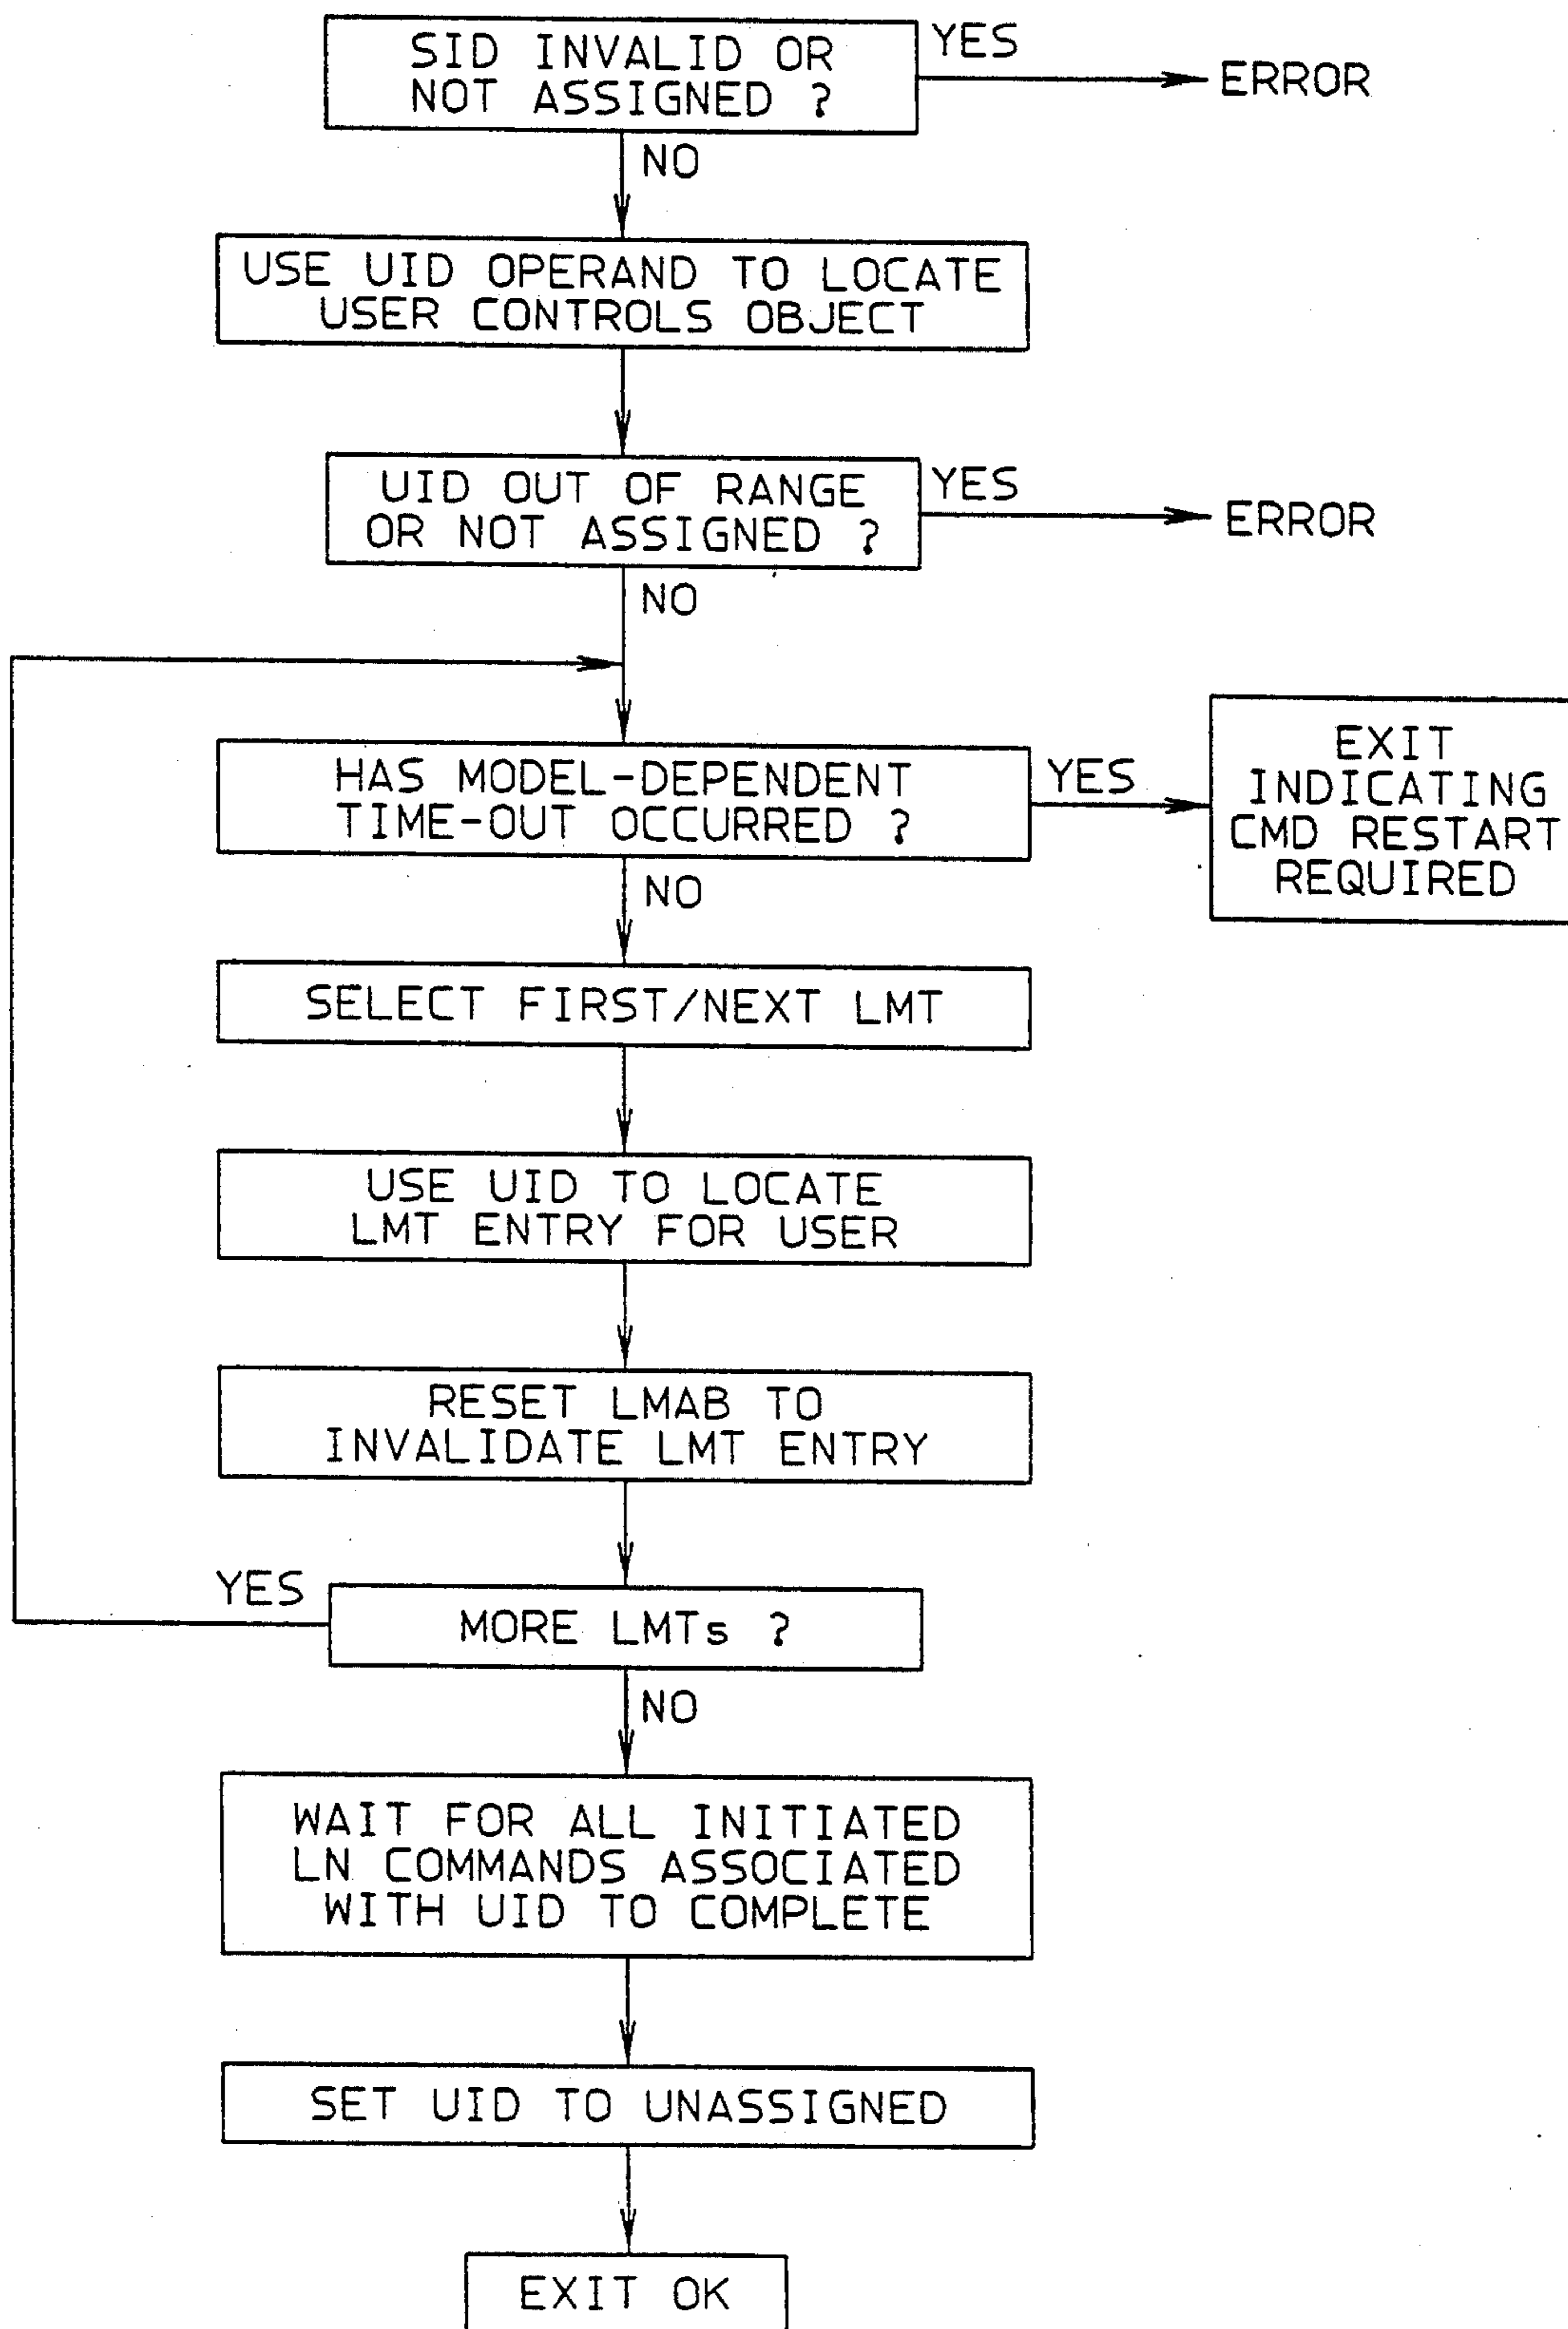 SID INVALID OR
NOT ASSIGNED ?
YES
ERROR
NO
USE UID OPERAND TO LOCATE
USER CONTROLS OBJECT
UID OUT OF RANGE
OR NOT ASSIGNED ?
YES
ERROR
NO
HAS MODEL-DEPENDENT
TIME-OUT OCCURRED ?
YES
EXIT
INDICATING
CMD RESTART
REQUIRED
NO
SELECT FIRST/NEXT LMT
USE UID TO LOCATE
LMT ENTRY FOR USER
RESET LMAB TO
INVALIDATE LMT ENTRY
YES
MORE LMTs ?
NO
WAIT FOR ALL INITIATED
LN COMMANDS ASSOCIATED
WITH UID TO COMPLETE
SET UID TO UNASSIGNED
EXIT OK